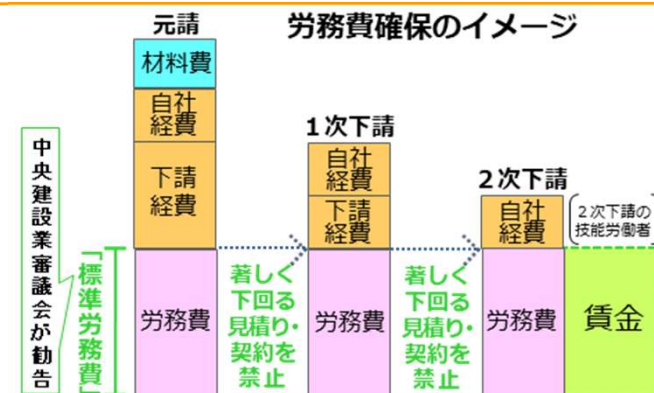 労務費確保のイメージ
元請
材料費
自社
経費
下請
経費
労務費
中央建設業審議会が勧告
「標準労務費」
著しく
下回る
見積り・
契約を
禁止
1次下請
自社
経費
下請
経費
労務費
著しく
下回る
見積り・
契約を
禁止
2次下請
自社
経費
労務費
2次下請の
技能労働者
賃金